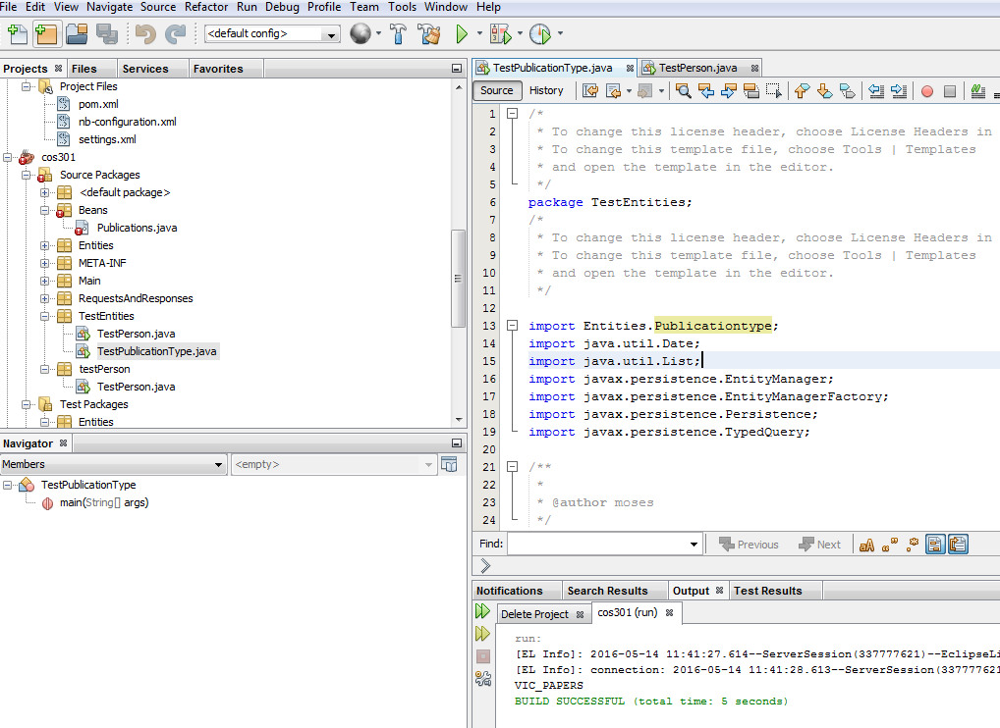 File Edit View Navigate Source Refactor Run Debug Profile Team Tools Window Help
<default config>
Projects Files Services Favorites
Project Files
pom.xml
nb-configuration.xml
settings.xml
cos301
Source Packages
<default package>
Beans
Publications.java
Entities
META-INF
Main
RequestsAndResponses
TestEntities
TestPerson.java
TestPublicationType.java
testPerson
TestPerson.java
Test Packages
Entities
Navigator
Members <empty>
TestPublicationType
main(String[] args)
TestPublicationType.java TestPerson.java
Source History
1 /*
2 * To change this license header, choose License Headers in
3 * To change this template file, choose Tools | Templates
4 * and open the template in the editor.
5 */
6 package TestEntities;
7 /*
8 * To change this license header, choose License Headers in
9 * To change this template file, choose Tools | Templates
10 * and open the template in the editor.
11 */
12
13 import Entities.Publicationtype;
14 import java.util.Date;
15 import java.util.List;
16 import javax.persistence.EntityManager;
17 import javax.persistence.EntityManagerFactory;
18 import javax.persistence.Persistence;
19 import javax.persistence.TypedQuery;
20
21 /**
22 *
23 * @author moses
24 */
Find: Previous Next
Notifications Search Results Output Test Results
Delete Project cos301 (run)
run:
[EL Info]: 2016-05-14 11:41:27.614--ServerSession(337777621)--EclipseLi
[EL Info]: connection: 2016-05-14 11:41:28.613--ServerSession(337777621
VIC_PAPERS
BUILD SUCCESSFUL (total time: 5 seconds)